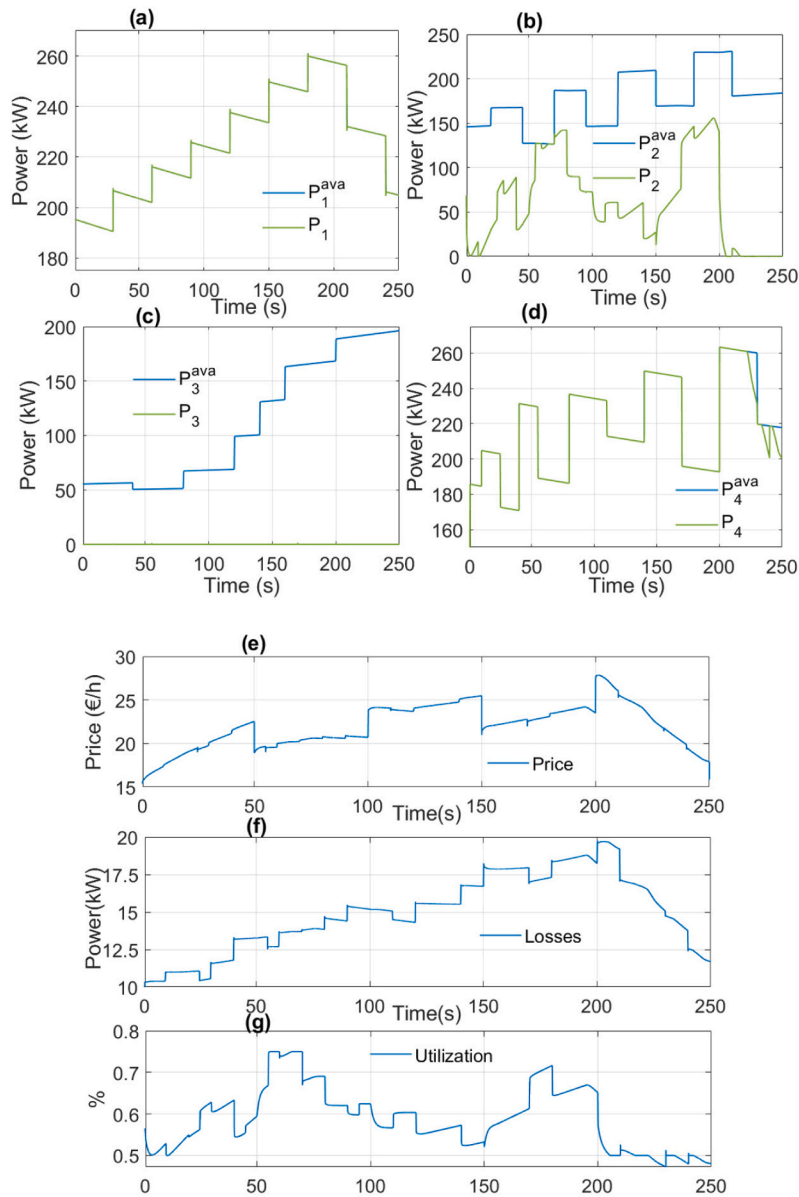 (a)
260
240
220
200
180
Power (kW)
P1ava
P1
0 50 100 150 200 250
Time (s)
(b)
250
200
150
100
50
0
Power (kW)
P2ava
P2
0 50 100 150 200 250
Time (s)
(c)
200
150
100
50
0
Power (kW)
P3ava
P3
0 50 100 150 200 250
Time (s)
(d)
260
240
220
200
180
160
Power (kW)
P4ava
P4
0 50 100 150 200 250
Time (s)
(e)
30
25
20
15
Price (€/h)
Price
0 50 100 150 200 250
Time(s)
(f)
20
17.5
15
12.5
10
Power(kW)
Losses
0 50 100 150 200 250
Time(s)
(g)
0.8
0.7
0.6
0.5
%
Utilization
0 50 100 150 200 250